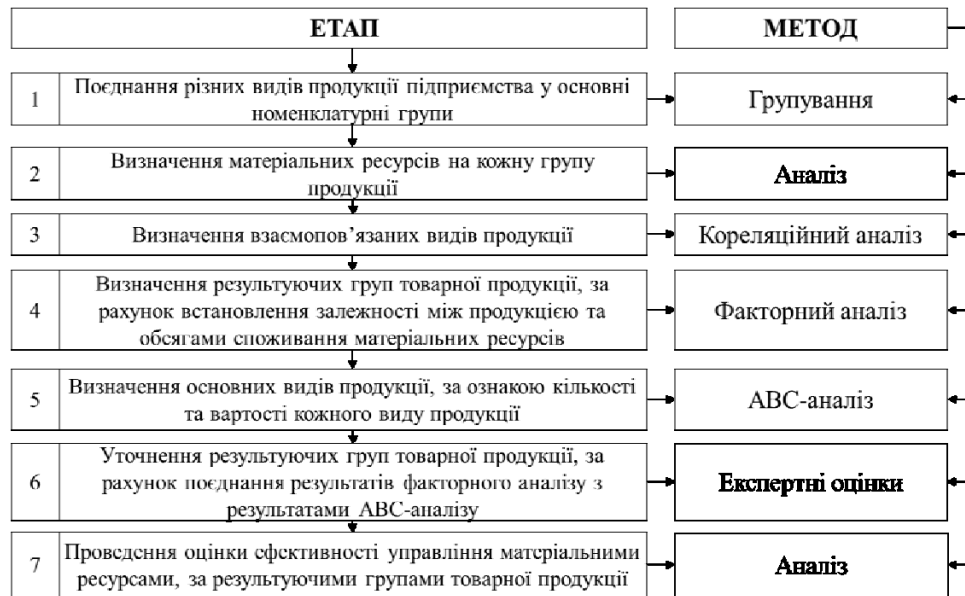 ЕТАП
МЕТОД
1
Поєднання різних видів продукції підприємства у основні
номенклатурні групи
Групування
2
Визначення матеріальних ресурсів на кожну групу
продукції
Аналіз
3
Визначення взаємопов’язаних видів продукції
Кореляційний аналіз
4
Визначення результуючих груп товарної продукції, за
рахунок встановлення залежності між продукцією та
обсягами споживання матеріальних ресурсів
Факторний аналіз
5
Визначення основних видів продукції, за ознакою кількості
та вартості кожного виду продукції
АВС-аналіз
6
Уточнення результуючих груп товарної продукції, за
рахунок поєднання результатів факторного аналізу з
результатами АВС-аналізу
Експертні оцінки
7
Проведення оцінки ефективності управління матеріальними
ресурсами, за результуючими групами товарної продукції
Аналіз